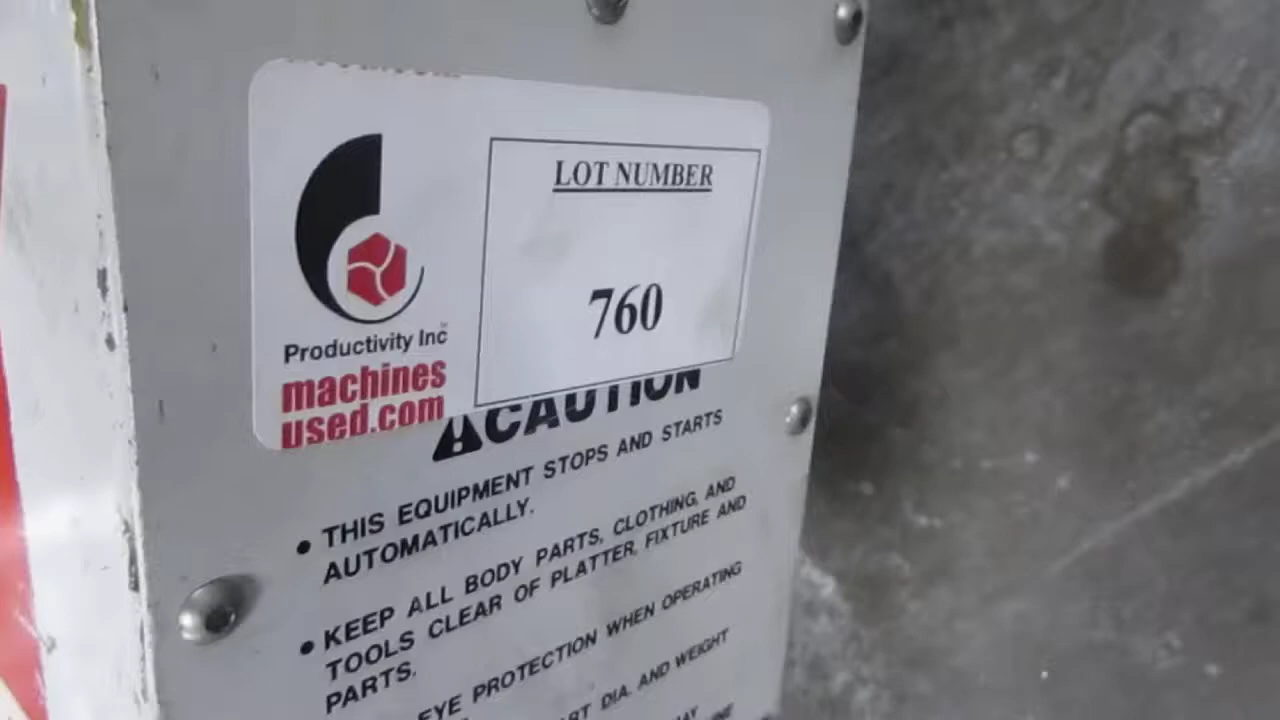 LOT NUMBER
760
Productivity Inc
machines
used.com
CAUTION
• THIS EQUIPMENT STOPS AND STARTS
AUTOMATICALLY.
• KEEP ALL BODY PARTS, CLOTHING, AND
TOOLS CLEAR OF PLATTER, FIXTURE AND
PARTS.
EYE PROTECTION WHEN OPERATING
DIA. AND WEIGHT